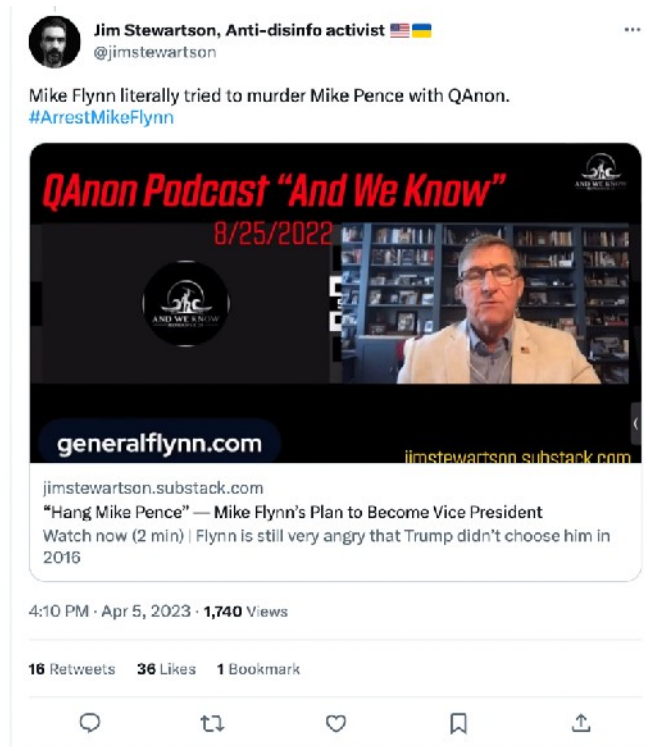 Jim Stewartson, Anti-disinfo activist 🇺🇸🇺🇦
@jimstewartson
Mike Flynn literally tried to murder Mike Pence with QAnon.
#ArrestMikeFlynn
QAnon Podcast “And We Know”
8/25/2022
AND WE KNOW
AND WE KNOW
generalflynn.com
jimstewartson.substack.com
jimstewartson.substack.com
“Hang Mike Pence” — Mike Flynn’s Plan to Become Vice President
Watch now (2 min) | Flynn is still very angry that Trump didn’t choose him in
2016
4:10 PM · Apr 5, 2023 · 1,740 Views
16 Retweets 36 Likes 1 Bookmark